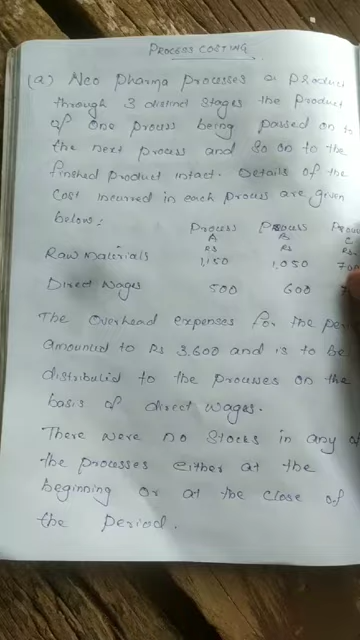 PROCESS COSTING
(a) Neo Pharma processes a product
through 3 distinct stages the product
of one process being passed on to
the next process and so on to the
finished product intact. Details of the
cost incurred in each process are given
below:
Process A Rs Process B Rs Process C Rs.
Raw materials 1,150 1,050
Direct wages 500 600
The overhead expenses for the per
amounted to Rs 3,600 and is to be
distributed to the processes on the
basis of direct wages.
There were no stocks in any of
the processes either at the
beginning or at the close of
the period.